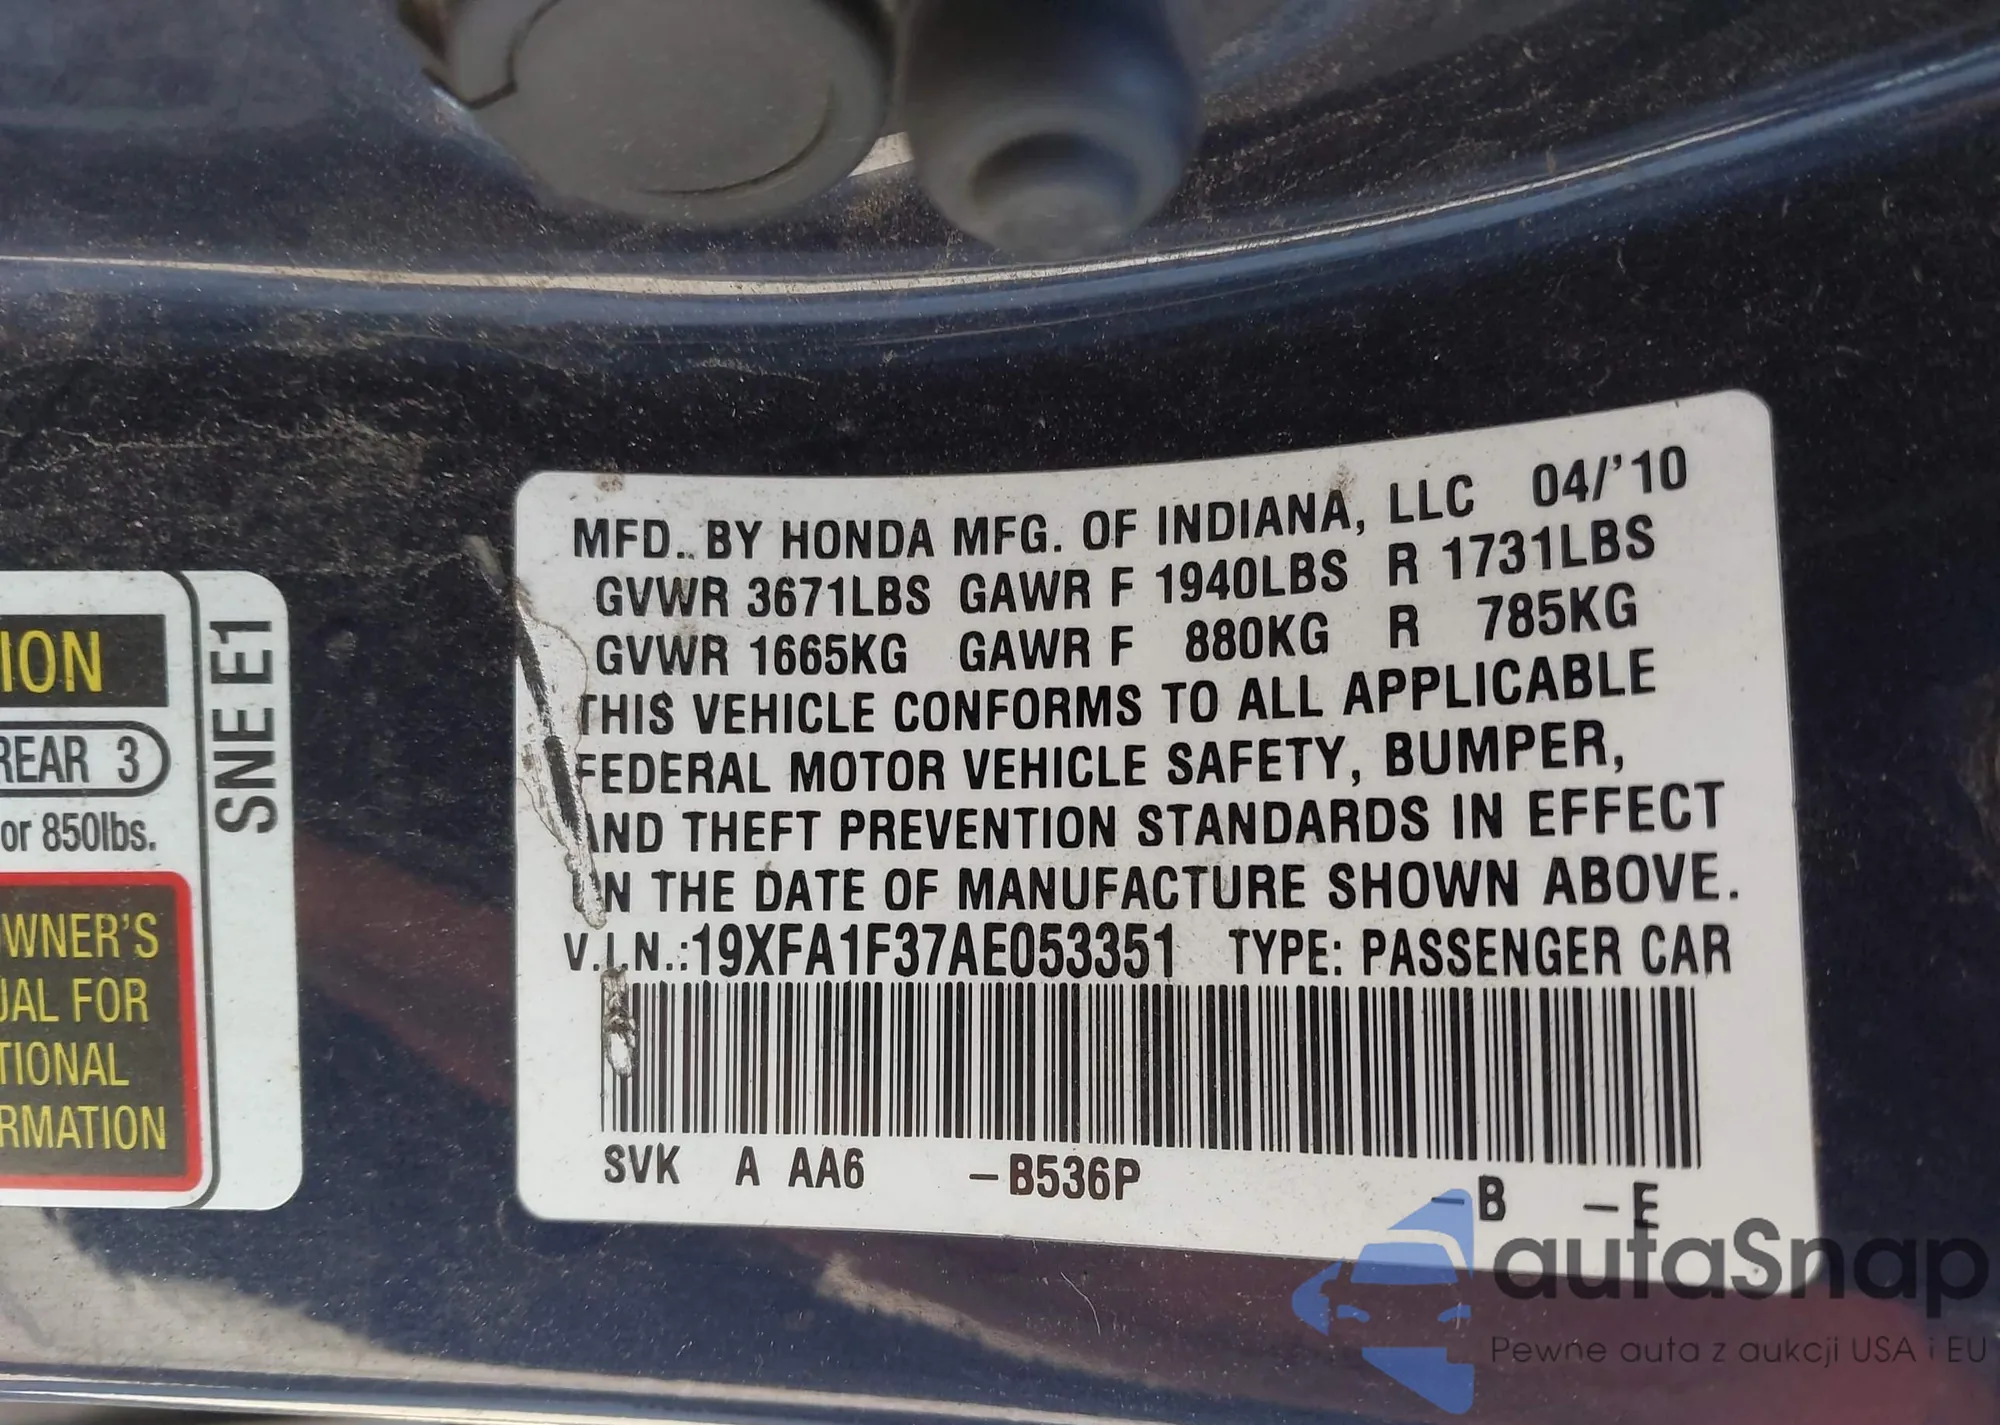 ION
REAR 3
or 850lbs.
WNER'S
UAL FOR
TIONAL
RMATION
SNE E1
MFD. BY HONDA MFG. OF INDIANA, LLC 04/'10
GVWR 3671LBS GAWR F 1940LBS R 1731LBS
GVWR 1665KG GAWR F 880KG R 785KG
THIS VEHICLE CONFORMS TO ALL APPLICABLE
FEDERAL MOTOR VEHICLE SAFETY, BUMPER,
AND THEFT PREVENTION STANDARDS IN EFFECT
ON THE DATE OF MANUFACTURE SHOWN ABOVE.
V.I.N.:19XFA1F37AE053351 TYPE: PASSENGER CAR
SVK A AA6 -B536P -B -E
autaSnap
Pewne auta z aukcji USA i EU